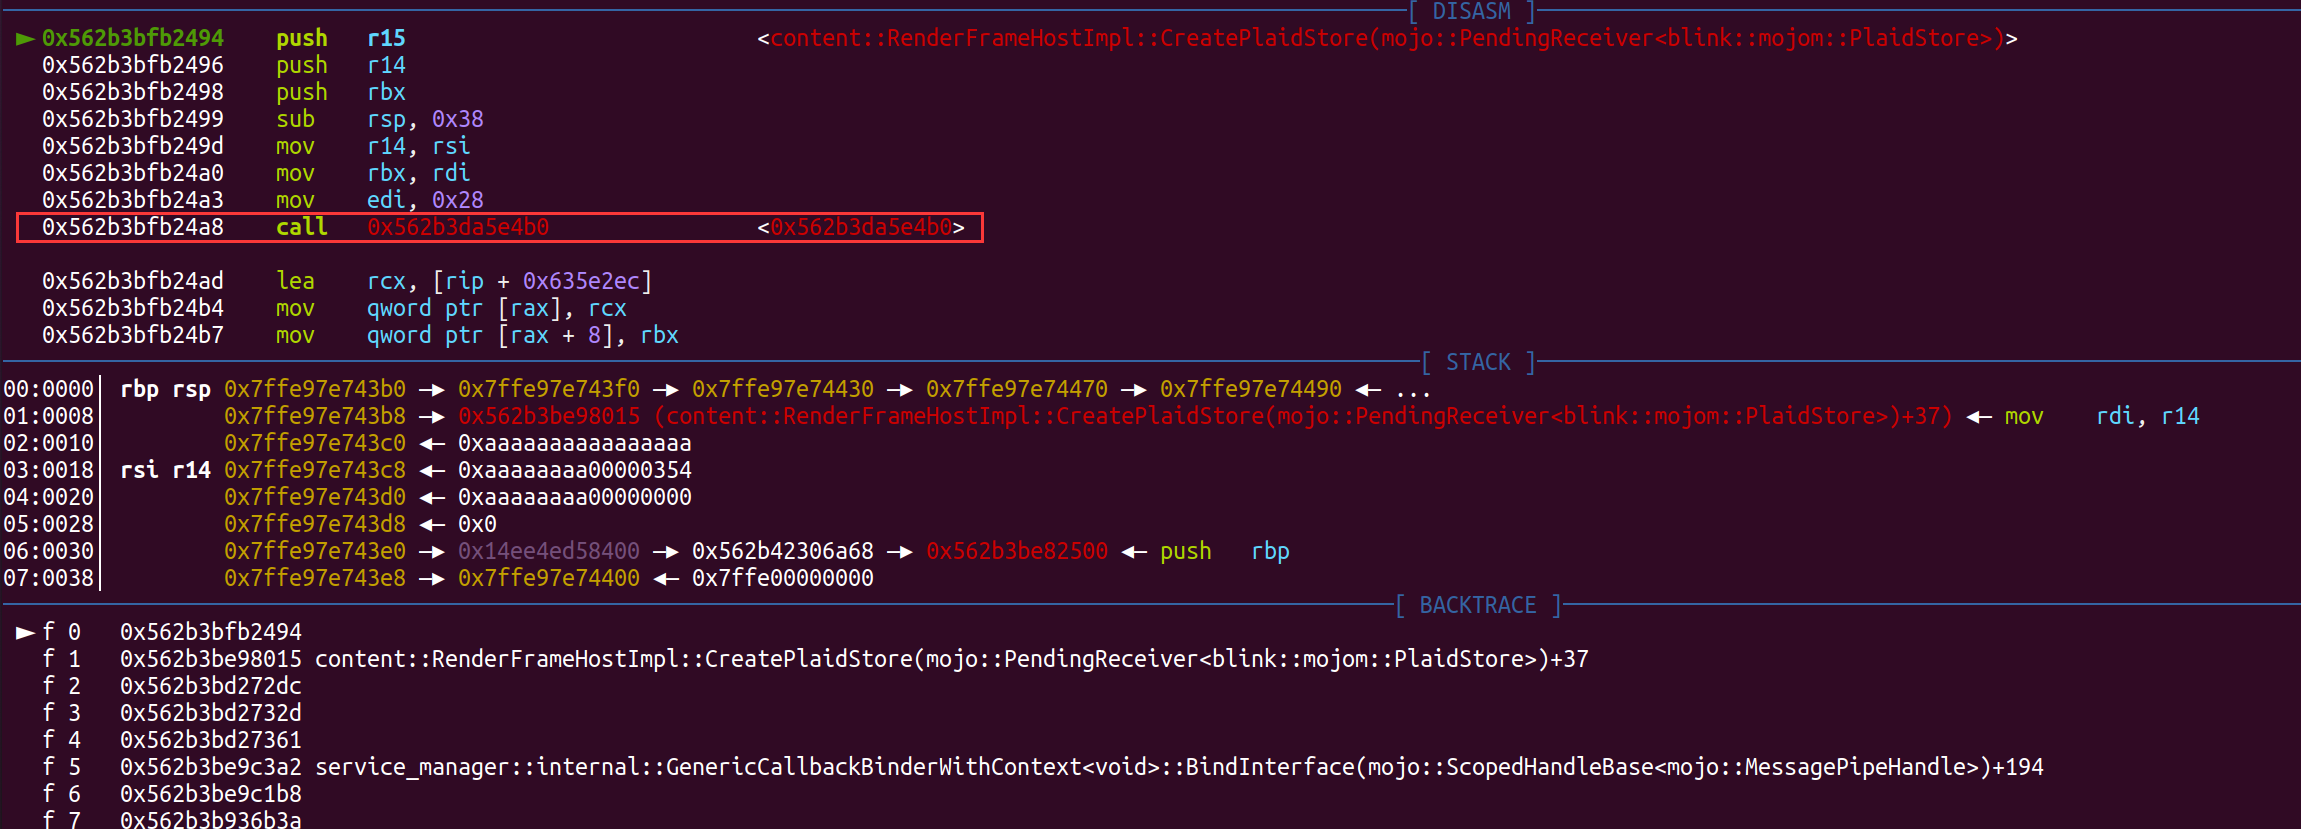 [ DISASM ]
► 0x562b3bfb2494 push r15 <content::RenderFrameHostImpl::CreatePlaidStore(mojo::PendingReceiver<blink::mojom::PlaidStore>)>
0x562b3bfb2496 push r14
0x562b3bfb2498 push rbx
0x562b3bfb2499 sub rsp, 0x38
0x562b3bfb249d mov r14, rsi
0x562b3bfb24a0 mov rbx, rdi
0x562b3bfb24a3 mov edi, 0x28
0x562b3bfb24a8 call 0x562b3da5e4b0 <0x562b3da5e4b0>
0x562b3bfb24ad lea rcx, [rip + 0x635e2ec]
0x562b3bfb24b4 mov qword ptr [rax], rcx
0x562b3bfb24b7 mov qword ptr [rax + 8], rbx
[ STACK ]
00:0000│ rbp rsp 0x7ffe97e743b0 —▸ 0x7ffe97e743f0 —▸ 0x7ffe97e74430 —▸ 0x7ffe97e74470 —▸ 0x7ffe97e74490 ◂— ...
01:0008│ 0x7ffe97e743b8 —▸ 0x562b3be98015 (content::RenderFrameHostImpl::CreatePlaidStore(mojo::PendingReceiver<blink::mojom::PlaidStore>)+37) ◂— mov rdi, r14
02:0010│ 0x7ffe97e743c0 ◂— 0xaaaaaaaaaaaaaaaa
03:0018│ rsi r14 0x7ffe97e743c8 ◂— 0xaaaaaaaa00000354
04:0020│ 0x7ffe97e743d0 ◂— 0xaaaaaaaa00000000
05:0028│ 0x7ffe97e743d8 ◂— 0x0
06:0030│ 0x7ffe97e743e0 —▸ 0x14ee4ed58400 —▸ 0x562b42306a68 —▸ 0x562b3be82500 ◂— push rbp
07:0038│ 0x7ffe97e743e8 —▸ 0x7ffe97e74400 ◂— 0x7ffe00000000
[ BACKTRACE ]
► f 0 0x562b3bfb2494
f 1 0x562b3be98015 content::RenderFrameHostImpl::CreatePlaidStore(mojo::PendingReceiver<blink::mojom::PlaidStore>)+37
f 2 0x562b3bd272dc
f 3 0x562b3bd2732d
f 4 0x562b3bd27361
f 5 0x562b3be9c3a2 service_manager::internal::GenericCallbackBinderWithContext<void>::BindInterface(mojo::ScopedHandleBase<mojo::MessagePipeHandle>)+194
f 6 0x562b3be9c1b8
f 7 0x562b3b936b3a